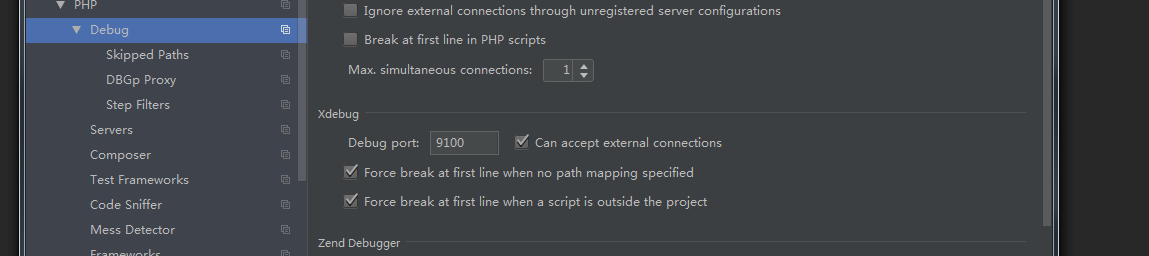 PHP
Debug
Skipped Paths
DBGp Proxy
Step Filters
Servers
Composer
Test Frameworks
Code Sniffer
Mess Detector
Frameworks
Ignore external connections through unregistered server configurations
Break at first line in PHP scripts
Max. simultaneous connections: 1
Xdebug
Debug port: 9100 Can accept external connections
Force break at first line when no path mapping specified
Force break at first line when a script is outside the project
Zend Debugger